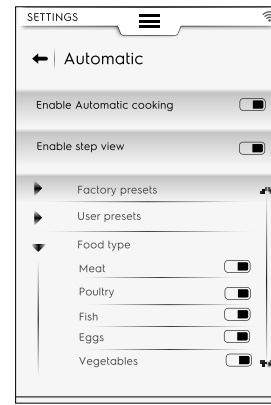 SETTINGS
Automatic
Enable Automatic cooking
Enable step view
Factory presets
User presets
Food type
Meat
Poultry
Fish
Eggs
Vegetables